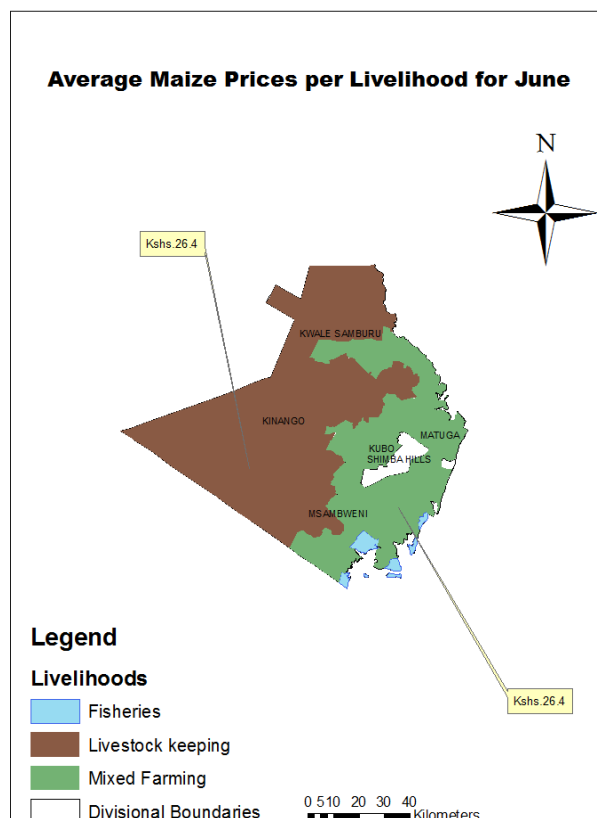 Average Maize Prices per Livelihood for June
N
Kshs.26.4
KWALE SAMBURU
KINANGO
MATUGA
KUBO
SHIMBA HILLS
MSAMBWENI
Kshs.26.4
Legend
Livelihoods
Fisheries
Livestock keeping
Mixed Farming
Divisional Boundaries
0 5 10 20 30 40
Kilometers